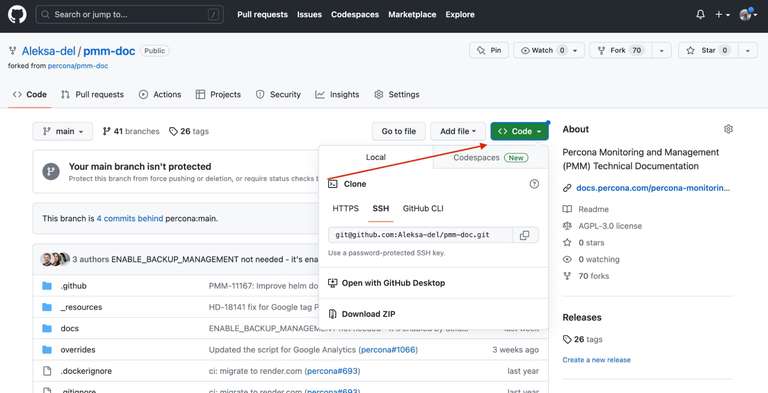 Search or jump to...
/
Pull requests
Issues
Codespaces
Marketplace
Explore
Aleksa-del / pmm-doc
Public
forked from percona/pmm-doc
Pin
Watch 0
Fork 70
Star 0
Code
Pull requests
Actions
Projects
Security
Insights
Settings
main
41 branches
26 tags
Go to file
Add file
Code
Your main branch isn't protected
Protect this branch from force pushing or deletion, or require status checks
This branch is 4 commits behind percona:main.
3 authors ENABLE_BACKUP_MANAGEMENT not needed - it's
.github
PMM-11167: Improve helm do
_resources
HD-18141 fix for Google tag
docs
ENABLE_BACKUP_MANAGEMENT
last week
overrides
Updated the script for Google Analytics (percona#1066)
3 weeks ago
.dockerignore
ci: migrate to render.com (percona#693)
last year
.gitignore
ci: migrate to render.com (percona#693)
last year
Local
Codespaces New
Clone
HTTPS
SSH
GitHub CLI
git@github.com:Aleksa-del/pmm-doc.git
Use a password-protected SSH key.
Open with GitHub Desktop
Download ZIP
About
Percona Monitoring and Management
(PMM) Technical Documentation
docs.percona.com/percona-monitorin...
Readme
AGPL-3.0 license
0 stars
0 watching
70 forks
Releases
26 tags
Create a new release